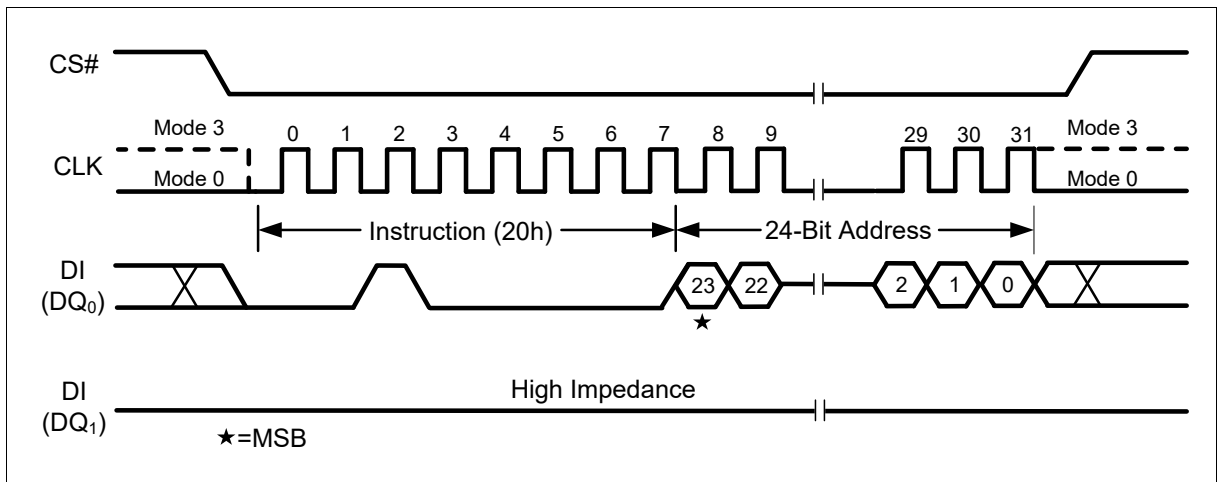 CS#
Mode 3
CLK
Mode 0
0 1 2 3 4 5 6 7 8 9
29 30 31
Mode 3
Mode 0
Instruction (20h)
24-Bit Address
DI
(DQ₀)
23 22
2 1 0
★
DI
(DQ₁)
High Impedance
★=MSB